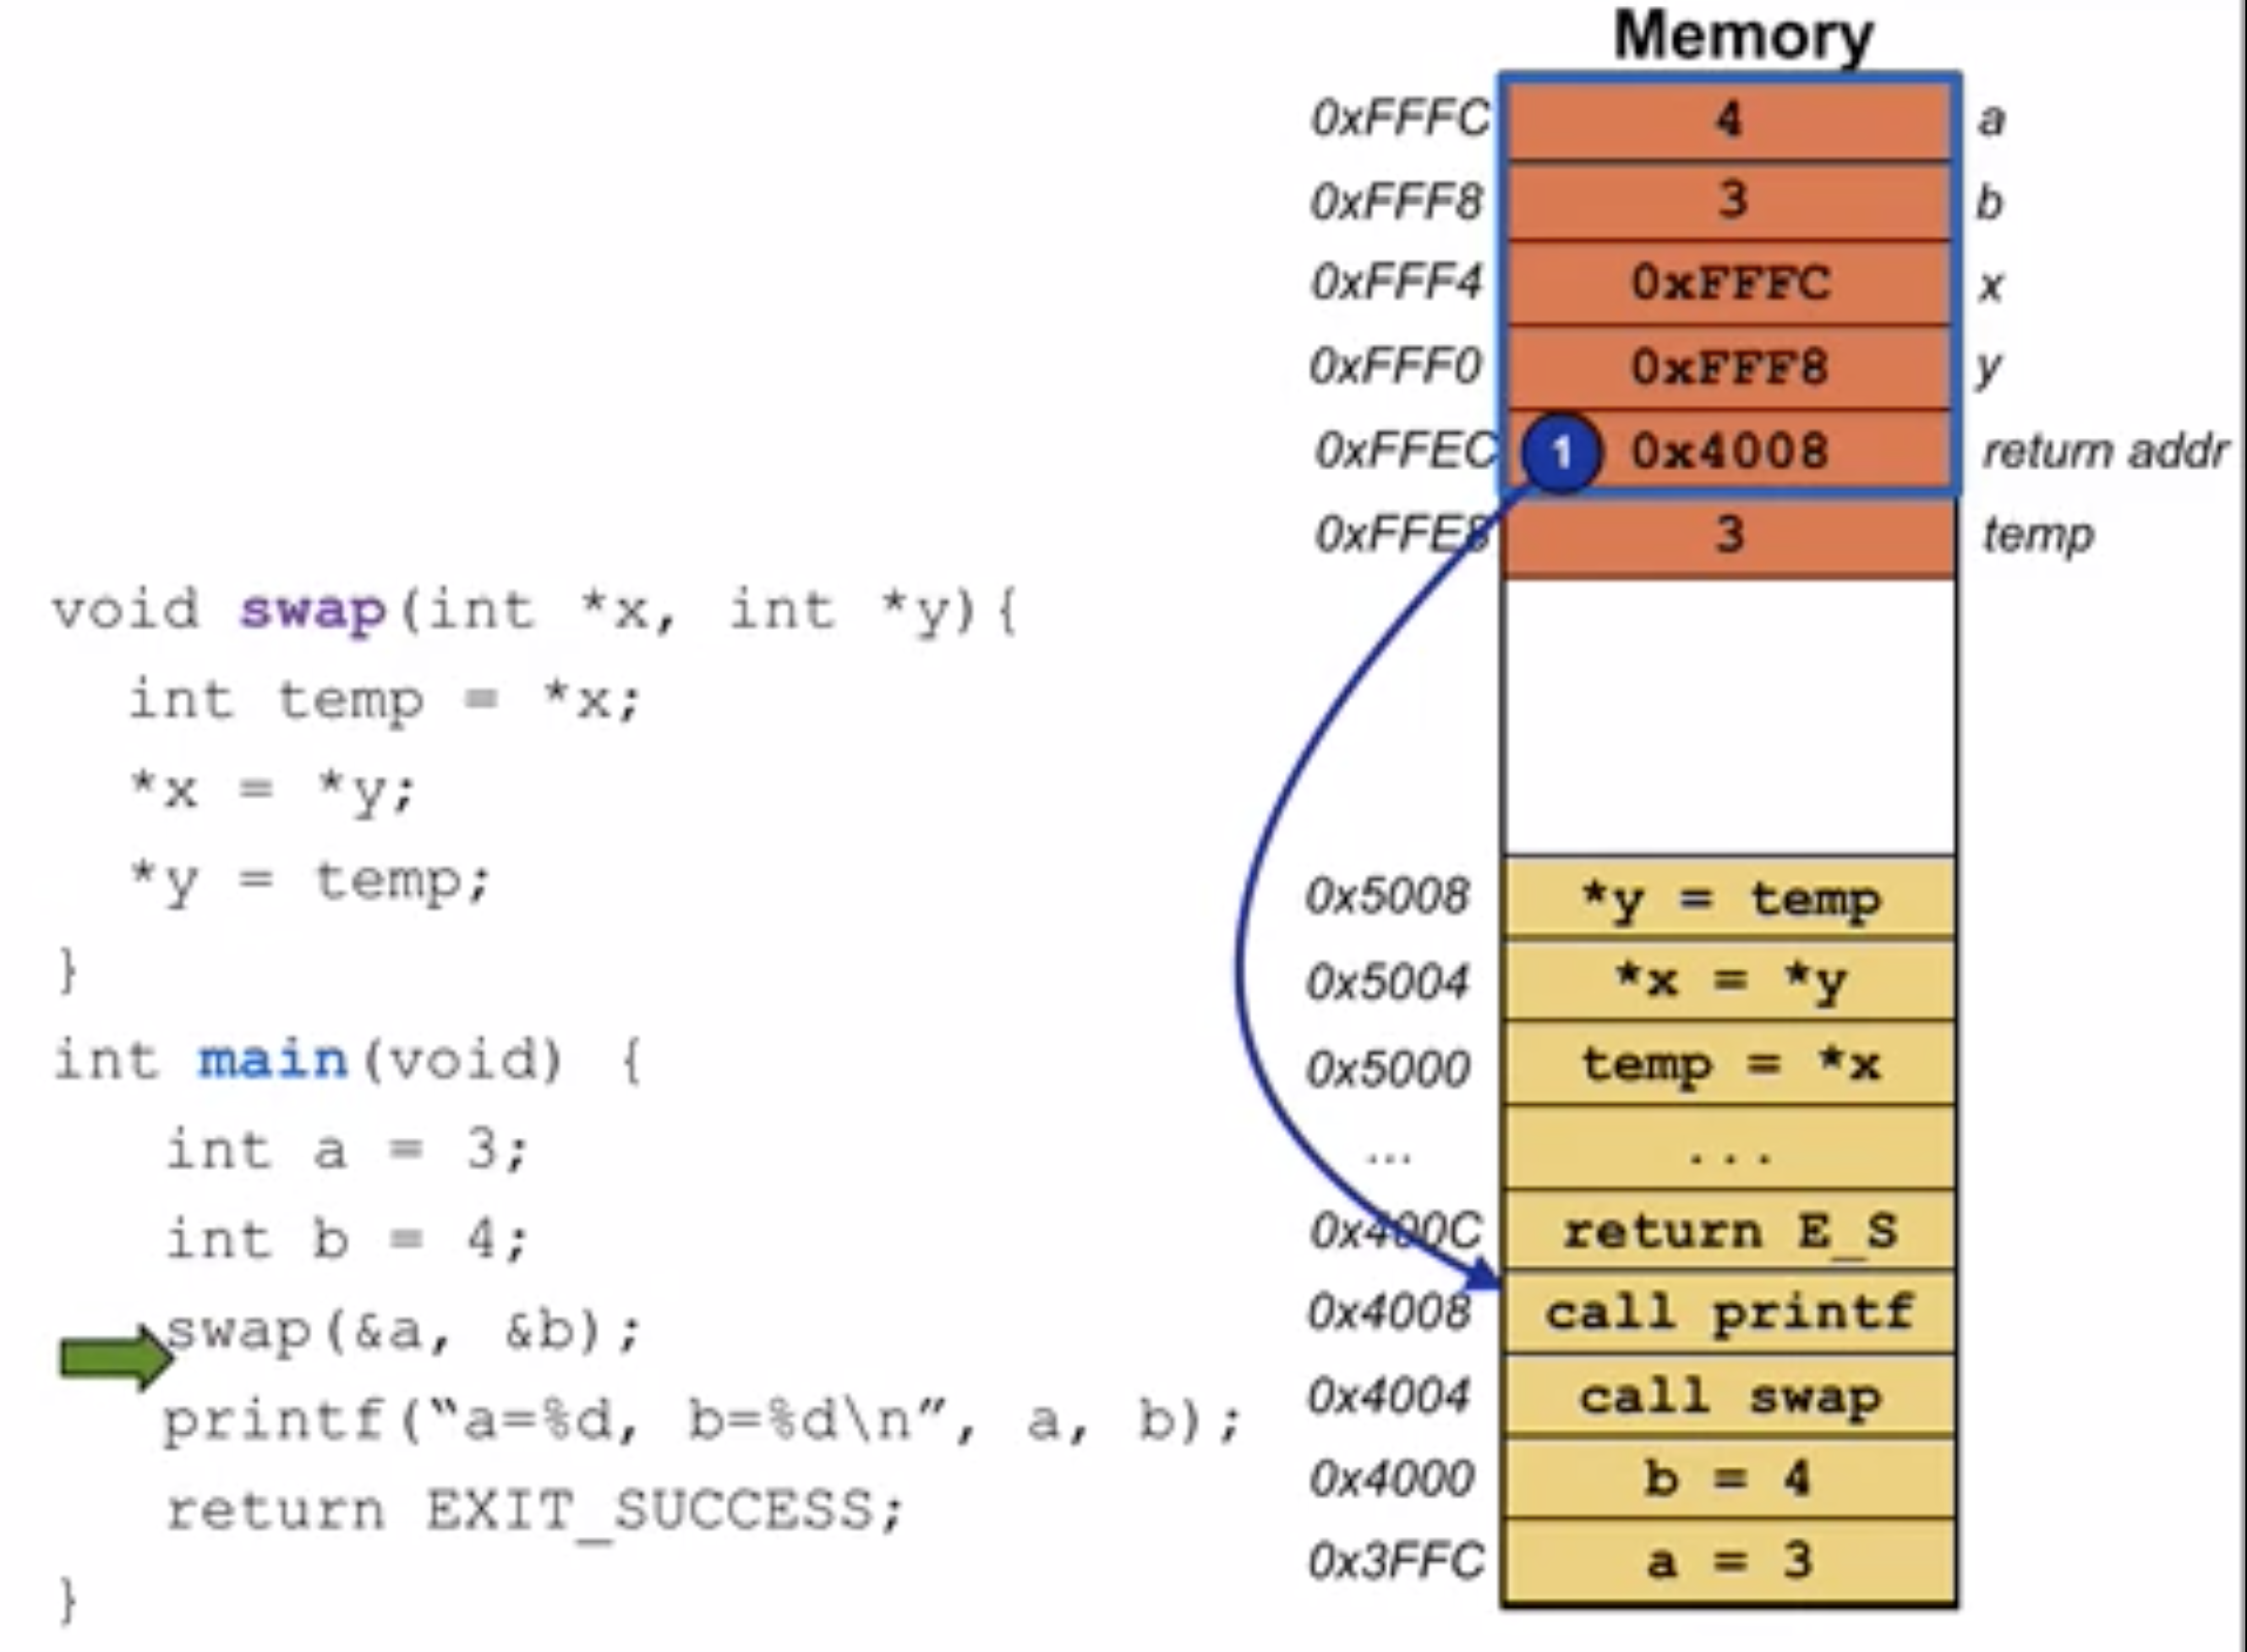 Memory
0xFFFC 4 a
0xFFF8 3 b
0xFFF4 0xFFFC x
0xFFF0 0xFFF8 y
0xFFEC 1 0x4008 return addr
0xFFE8 3 temp
void swap(int *x, int *y){
int temp = *x;
*x = *y;
*y = temp;
}
int main(void) {
int a = 3;
int b = 4;
swap(&a, &b);
printf(“a=%d, b=%d\n”, a, b);
return EXIT_SUCCESS;
}
0x5008 *y = temp
0x5004 *x = *y
0x5000 temp = *x
... ...
0x400C return E_S
0x4008 call printf
0x4004 call swap
0x4000 b = 4
0x3FFC a = 3